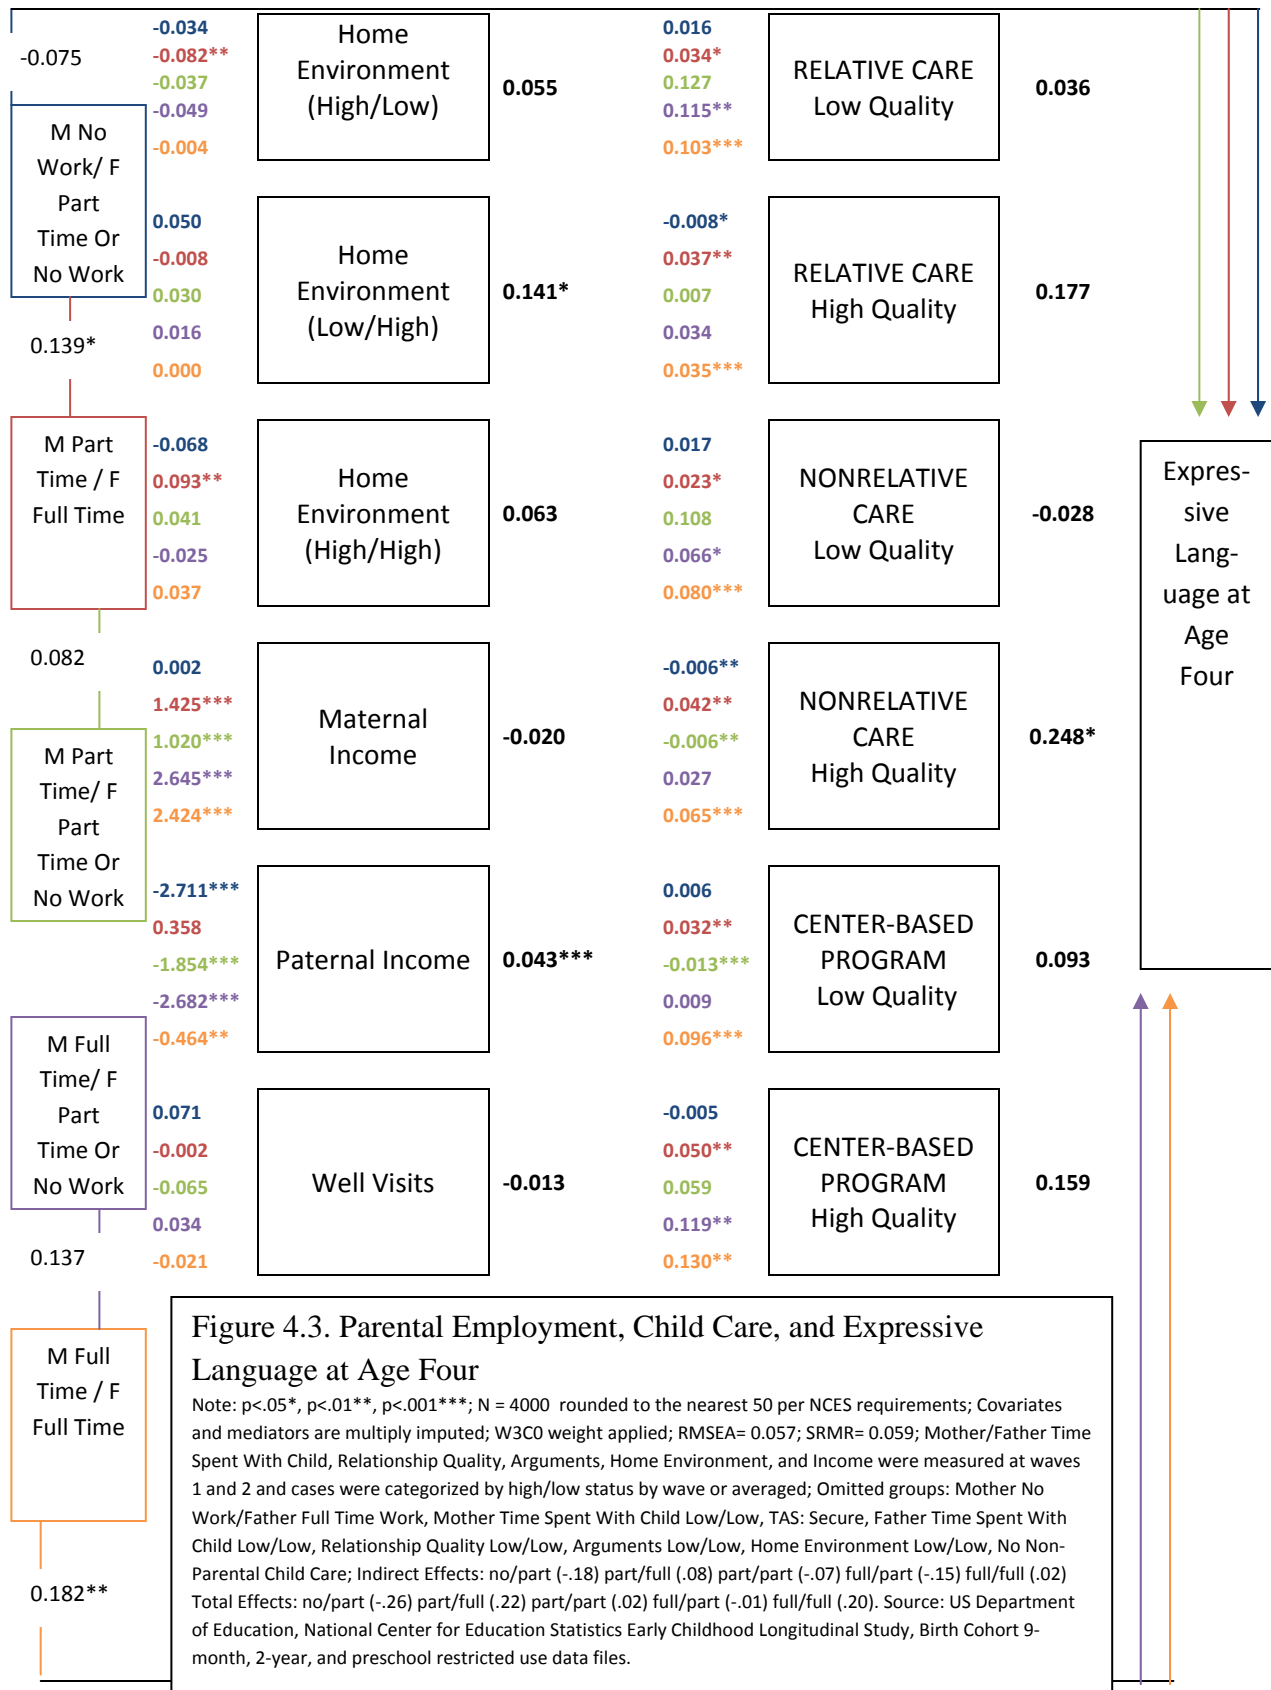 -0.075
M No
Work/ F
Part
Time Or
No Work
0.139*
M Part
Time / F
Full Time
0.082
M Part
Time/ F
Part
Time Or
No Work
M Full
Time/ F
Part
Time Or
No Work
0.137
M Full
Time / F
Full Time
0.182**
-0.034
-0.082**
-0.037
-0.049
-0.004
Home
Environment
(High/Low)
0.055
0.050
-0.008
0.030
0.016
0.000
Home
Environment
(Low/High)
0.141*
-0.068
0.093**
0.041
-0.025
0.037
Home
Environment
(High/High)
0.063
0.002
1.425***
1.020***
2.645***
2.424***
Maternal
Income
-0.020
-2.711***
0.358
-1.854***
-2.682***
-0.464**
Paternal Income
0.043***
0.071
-0.002
-0.065
0.034
-0.021
Well Visits
-0.013
0.016
0.034*
0.127
0.115**
0.103***
RELATIVE CARE
Low Quality
0.036
-0.008*
0.037**
0.007
0.034
0.035***
RELATIVE CARE
High Quality
0.177
0.017
0.023*
0.108
0.066*
0.080***
NONRELATIVE
CARE
Low Quality
-0.028
-0.006**
0.042**
-0.006**
0.027
0.065***
NONRELATIVE
CARE
High Quality
0.248*
0.006
0.032**
-0.013***
0.009
0.096***
CENTER-BASED
PROGRAM
Low Quality
0.093
-0.005
0.050**
0.059
0.119**
0.130**
CENTER-BASED
PROGRAM
High Quality
0.159
Expres-
sive
Lang-
uage at
Age
Four
Figure 4.3. Parental Employment, Child Care, and Expressive
Language at Age Four
Note: p<.05*, p<.01**, p<.001***; N = 4000 rounded to the nearest 50 per NCES requirements; Covariates
and mediators are multiply imputed; W3C0 weight applied; RMSEA= 0.057; SRMR= 0.059; Mother/Father Time
Spent With Child, Relationship Quality, Arguments, Home Environment, and Income were measured at waves
1 and 2 and cases were categorized by high/low status by wave or averaged; Omitted groups: Mother No
Work/Father Full Time Work, Mother Time Spent With Child Low/Low, TAS: Secure, Father Time Spent With
Child Low/Low, Relationship Quality Low/Low, Arguments Low/Low, Home Environment Low/Low, No Non-
Parental Child Care; Indirect Effects: no/part (-.18) part/full (.08) part/part (-.07) full/part (-.15) full/full (.02)
Total Effects: no/part (-.26) part/full (.22) part/part (.02) full/part (-.01) full/full (.20). Source: US Department
of Education, National Center for Education Statistics Early Childhood Longitudinal Study, Birth Cohort 9-
month, 2-year, and preschool restricted use data files.